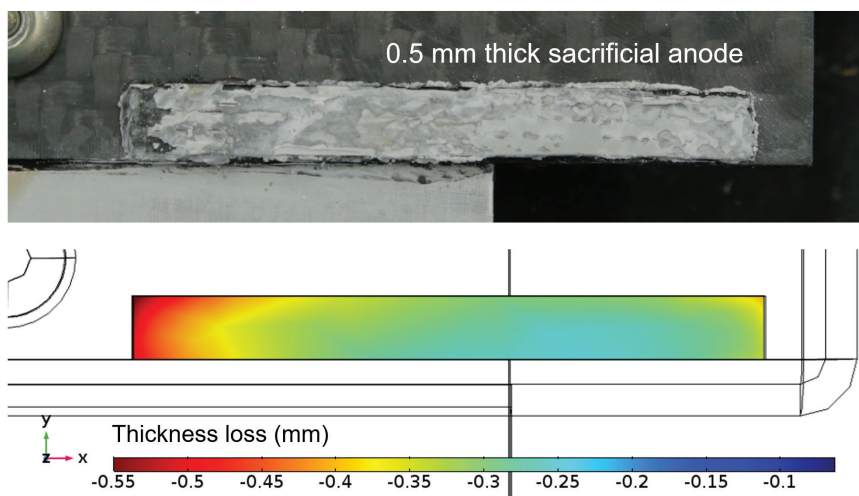 0.5 mm thick sacrificial anode
y
z x
Thickness loss (mm)
-0.55 -0.5 -0.45 -0.4 -0.35 -0.3 -0.25 -0.2 -0.15 -0.1